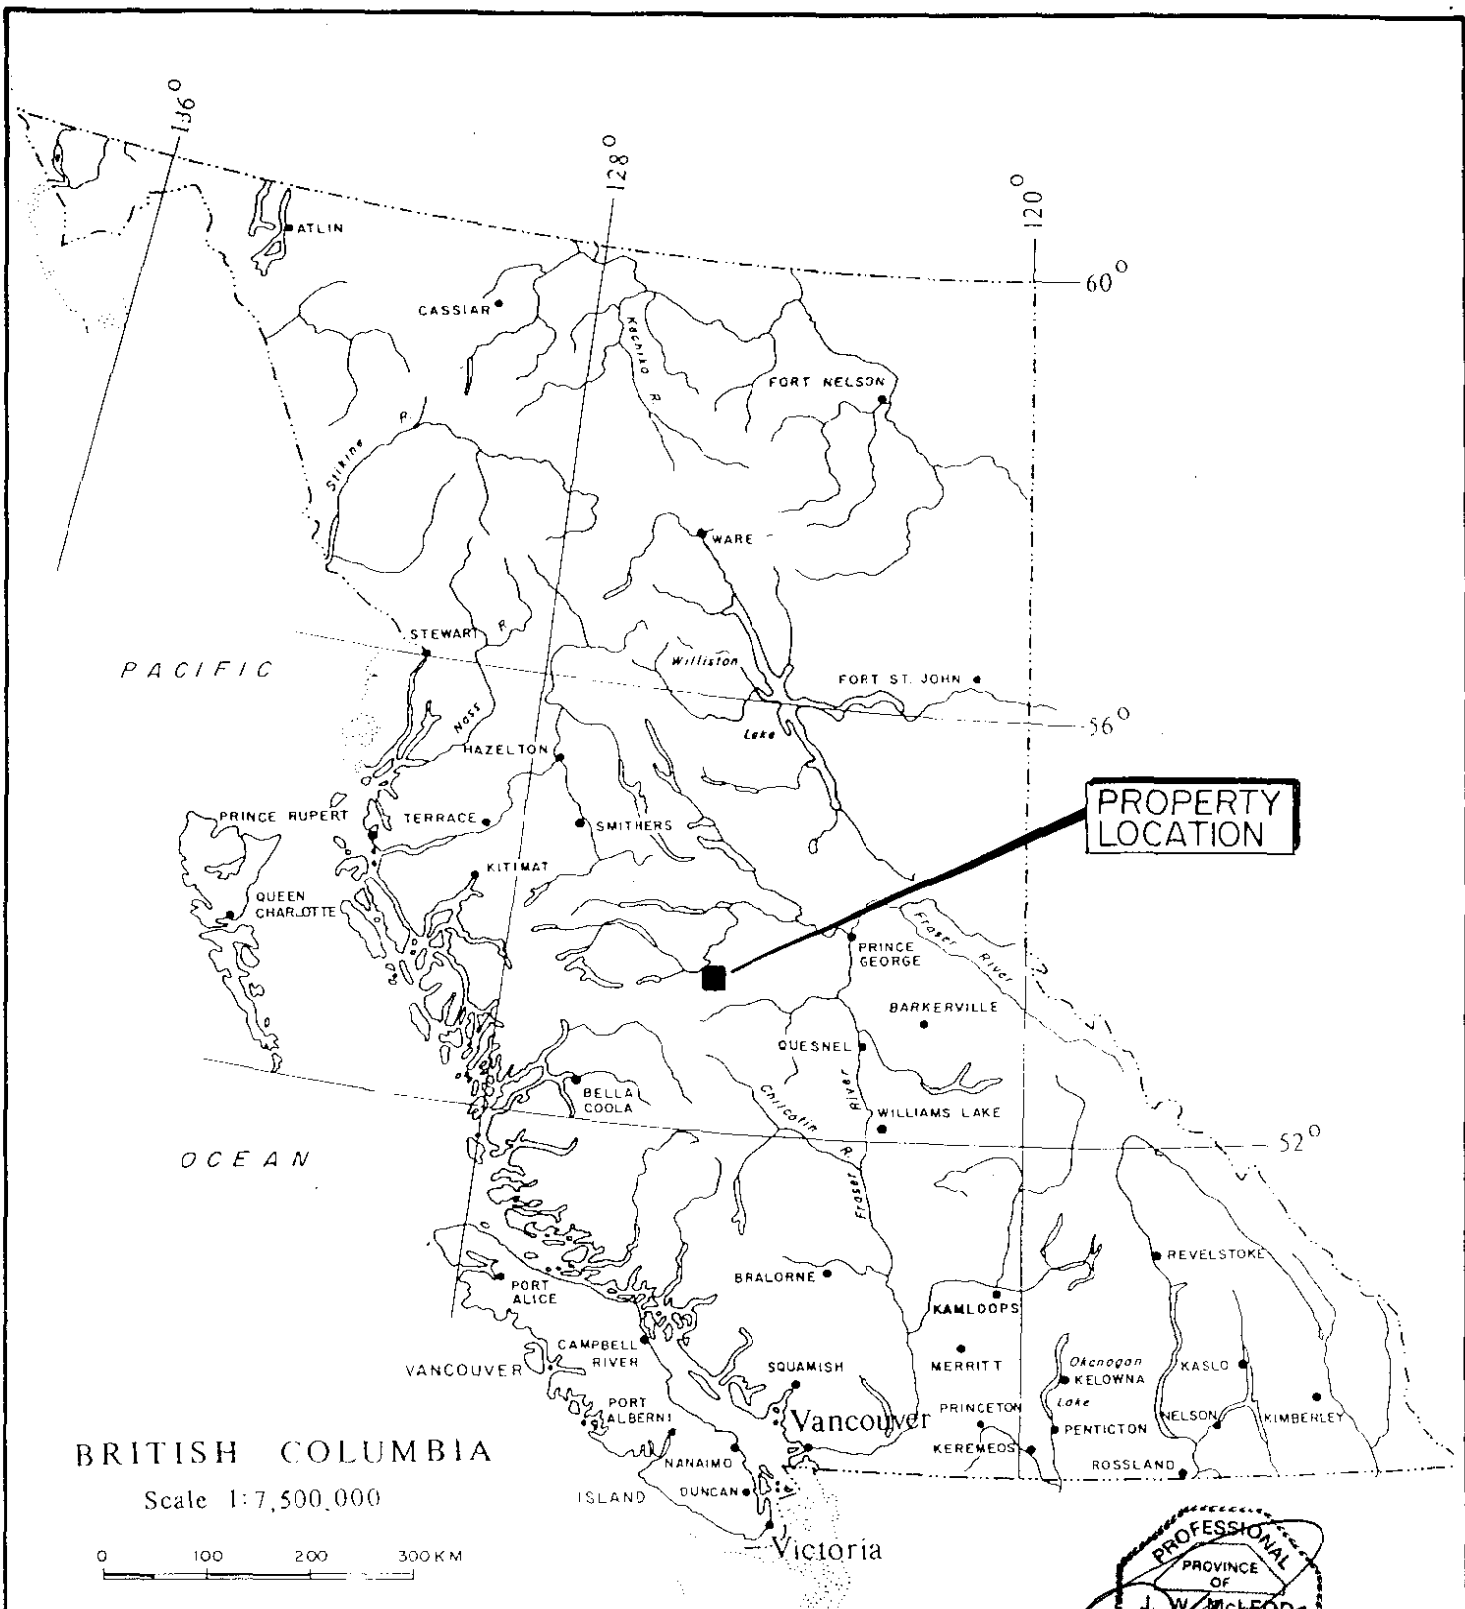 136°
128°
120°
ATLIN
60°
CASSIAR
Kachika R.
FORT NELSON
Stikine R.
WARE
STEWART
R.
PACIFIC
Williston
FORT ST. JOHN
Nass
Lake
56°
HAZELTON
PROPERTY
LOCATION
PRINCE RUPERT
TERRACE
SMITHERS
KITIMAT
QUEEN
CHARLOTTE
Fraser River
PRINCE
GEORGE
BARKERVILLE
QUESNEL
BELLA
COOLA
Chilcotin R.
River
WILLIAMS LAKE
52°
OCEAN
Fraser
REVELSTOKE
BRALORNE
PORT
ALICE
KAMLOOPS
CAMPBELL
RIVER
VANCOUVER
SQUAMISH
MERRITT
Okanogan
KELOWNA
KASLO
Lake
PORT
ALBERNI
Vancouver
PRINCETON
PENTICTON
NELSON
KIMBERLEY
BRITISH COLUMBIA
NANAIMO
KEREMEOS
ROSSLAND
Scale 1:7,500,000
ISLAND
DUNCAN
Victoria
0 100 200 300 KM
PROFESSIONAL
PROVINCE
OF
J. W. McLEOD